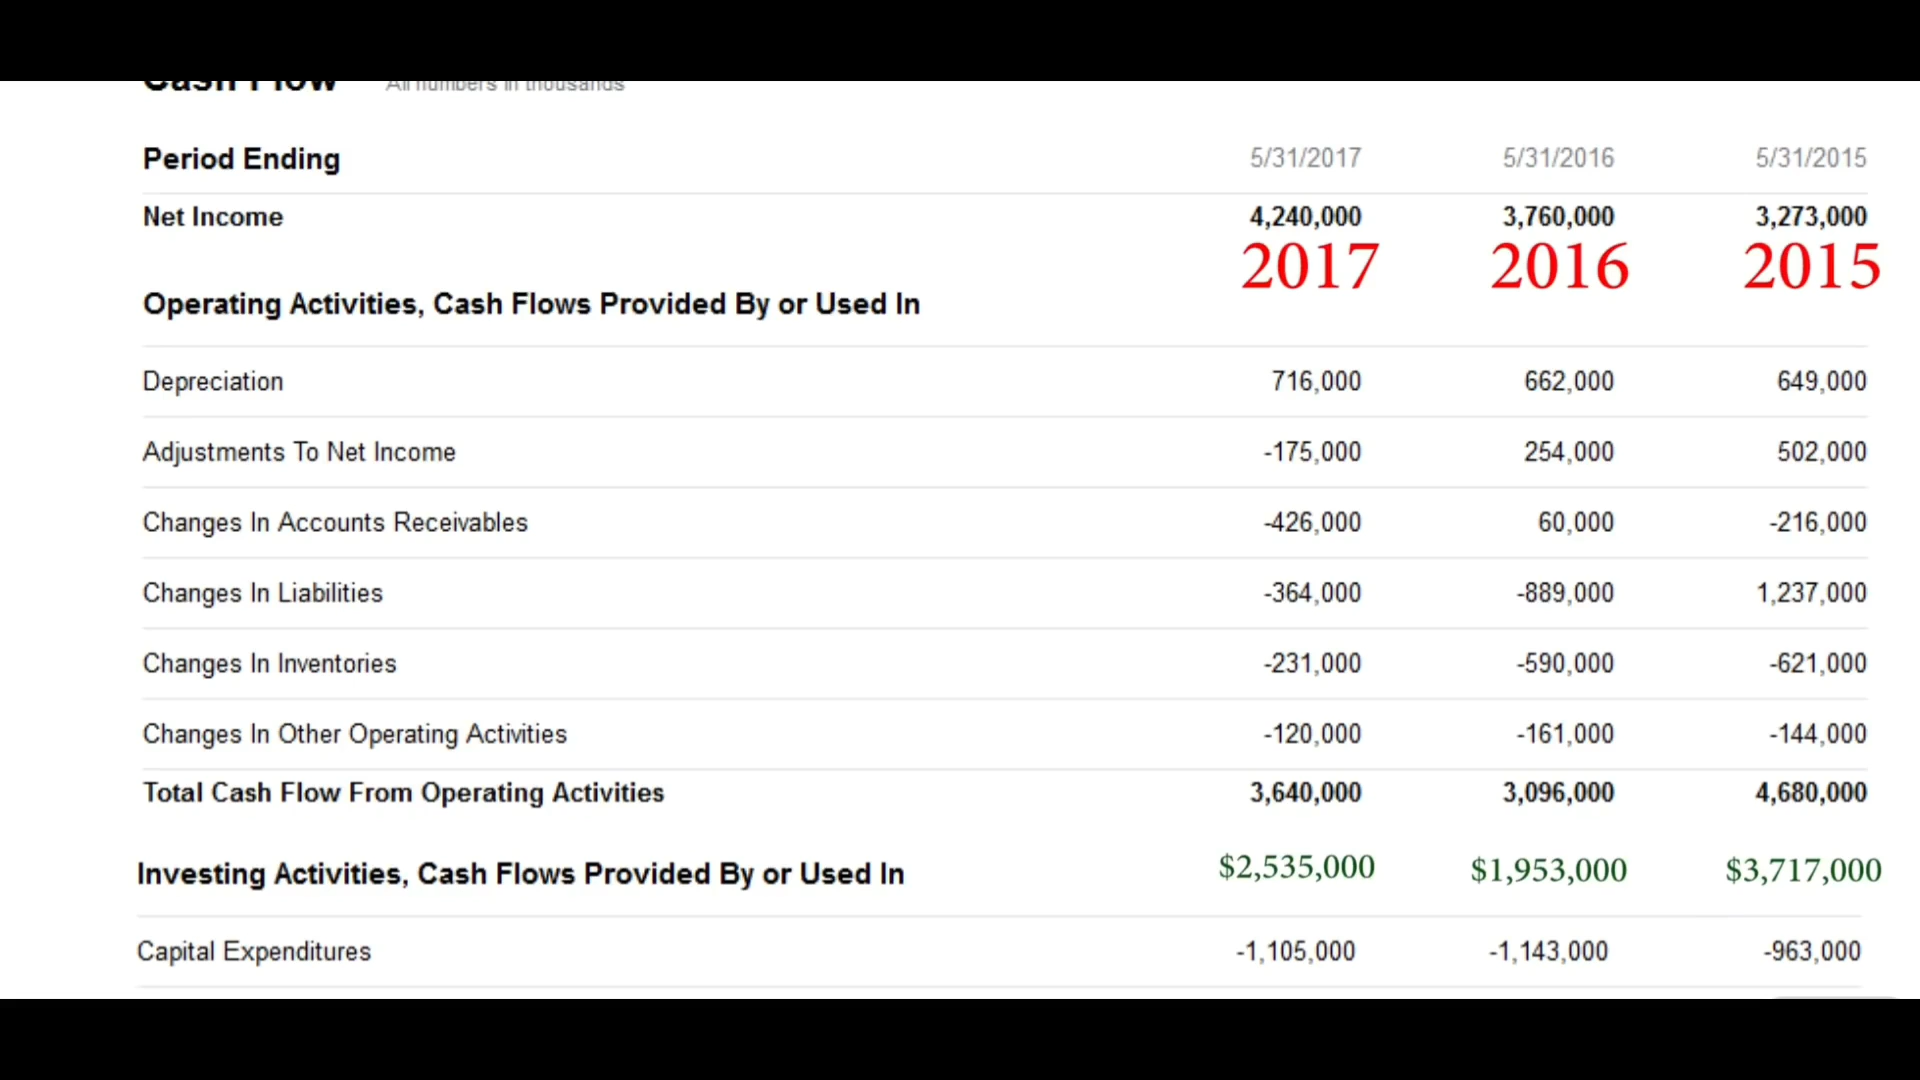 Cash Flow All numbers in thousands
Period Ending 5/31/2017 5/31/2016 5/31/2015
Net Income 4,240,000 3,760,000 3,273,000
2017 2016 2015
Operating Activities, Cash Flows Provided By or Used In
Depreciation 716,000 662,000 649,000
Adjustments To Net Income -175,000 254,000 502,000
Changes In Accounts Receivables -426,000 60,000 -216,000
Changes In Liabilities -364,000 -889,000 1,237,000
Changes In Inventories -231,000 -590,000 -621,000
Changes In Other Operating Activities -120,000 -161,000 -144,000
Total Cash Flow From Operating Activities 3,640,000 3,096,000 4,680,000
Investing Activities, Cash Flows Provided By or Used In $2,535,000 $1,953,000 $3,717,000
Capital Expenditures -1,105,000 -1,143,000 -963,000